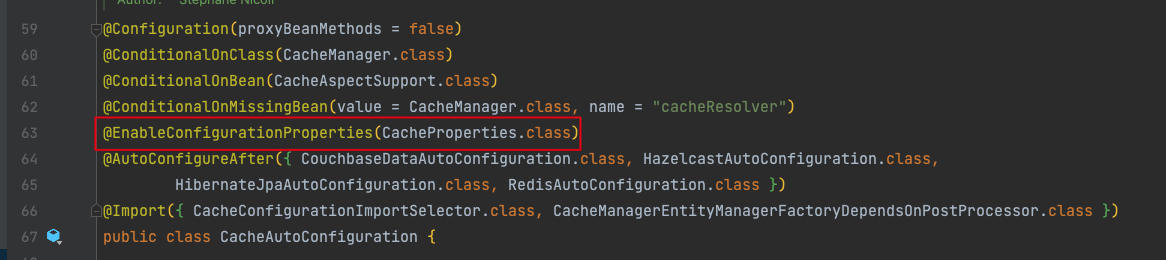 Author: Stephane Nicoll
59 @Configuration(proxyBeanMethods = false)
60 @ConditionalOnClass(CacheManager.class)
61 @ConditionalOnBean(CacheAspectSupport.class)
62 @ConditionalOnMissingBean(value = CacheManager.class, name = "cacheResolver")
63 @EnableConfigurationProperties(CacheProperties.class)
64 @AutoConfigureAfter({ CouchbaseDataAutoConfiguration.class, HazelcastAutoConfiguration.class,
65 HibernateJpaAutoConfiguration.class, RedisAutoConfiguration.class })
66 @Import({ CacheConfigurationImportSelector.class, CacheManagerEntityManagerFactoryDependsOnPostProcessor.class })
67 public class CacheAutoConfiguration {